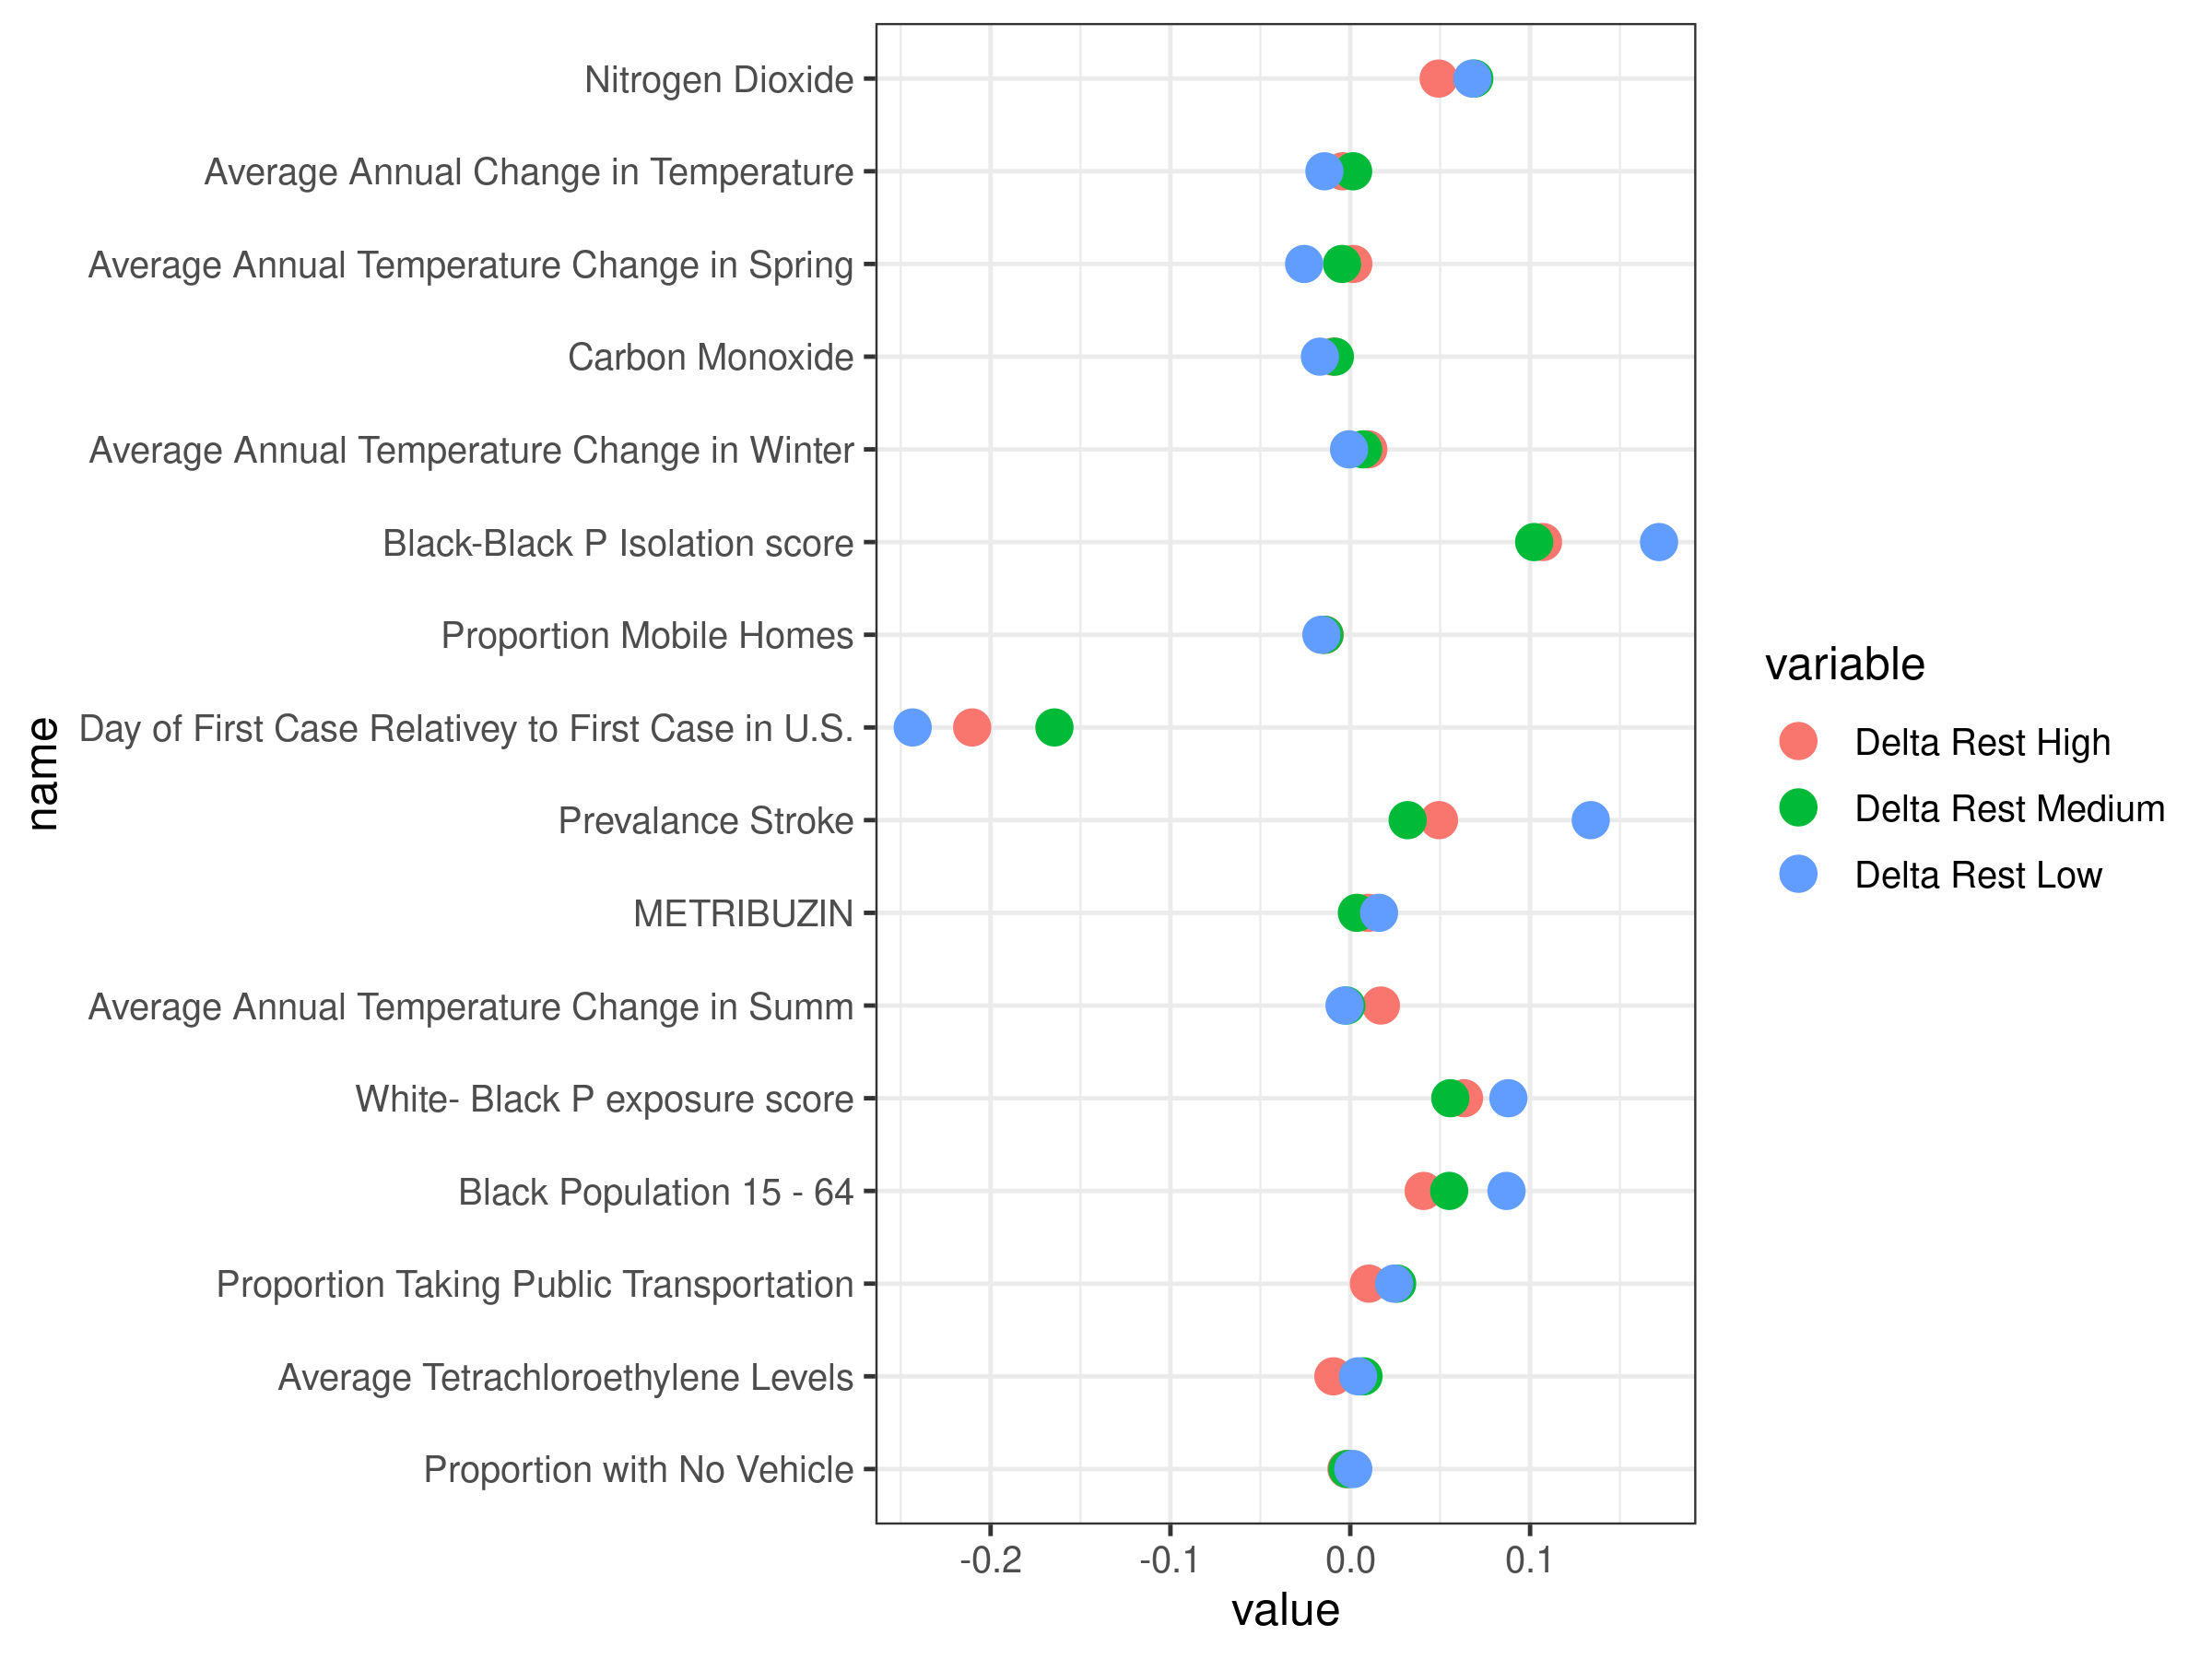 Nitrogen Dioxide
Average Annual Change in Temperature
Average Annual Temperature Change in Spring
Carbon Monoxide
Average Annual Temperature Change in Winter
Black-Black P Isolation score
Proportion Mobile Homes
Day of First Case Relativey to First Case in U.S.
Prevalance Stroke
METRIBUZIN
Average Annual Temperature Change in Summ
White- Black P exposure score
Black Population 15 - 64
Proportion Taking Public Transportation
Average Tetrachloroethylene Levels
Proportion with No Vehicle
name
-0.2 -0.1 0.0 0.1
value
variable
Delta Rest High
Delta Rest Medium
Delta Rest Low